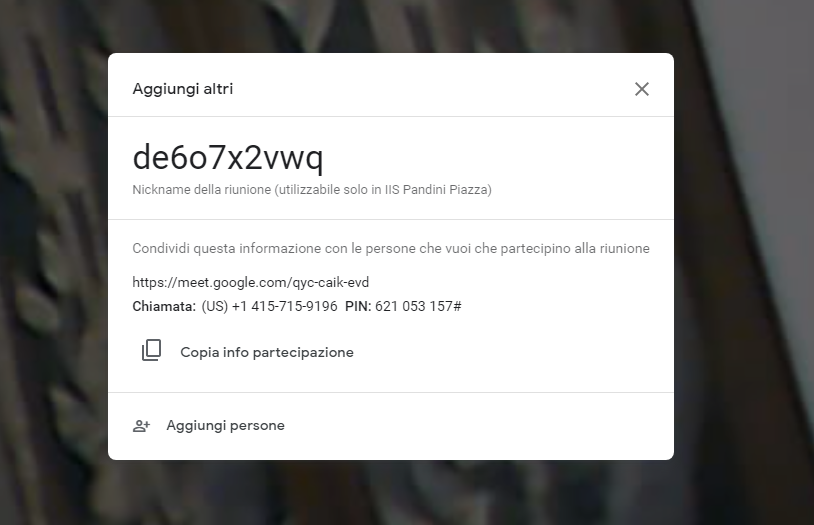 Aggiungi altri
de6o7x2vwq
Nickname della riunione (utilizzabile solo in IIS Pandini Piazza)
Condividi questa informazione con le persone che vuoi che partecipino alla riunione
https://meet.google.com/qyc-caik-evd
Chiamata: (US) +1 415-715-9196 PIN: 621 053 157#
Copia info partecipazione
Aggiungi persone